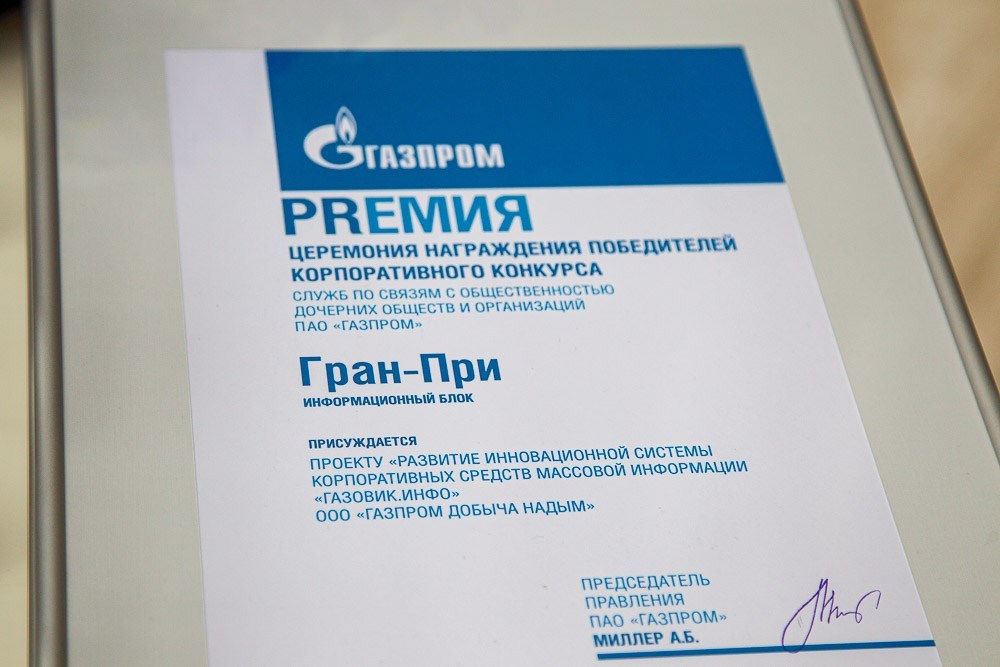 ГАЗПРОМ
PRЕМИЯ
ЦЕРЕМОНИЯ НАГРАЖДЕНИЯ ПОБЕДИТЕЛЕЙ
КОРПОРАТИВНОГО КОНКУРСА
СЛУЖБ ПО СВЯЗЯМ С ОБЩЕСТВЕННОСТЬЮ
ДОЧЕРНИХ ОБЩЕСТВ И ОРГАНИЗАЦИЙ
ПАО «ГАЗПРОМ»
Гран-При
ИНФОРМАЦИОННЫЙ БЛОК
ПРИСУЖДАЕТСЯ
ПРОЕКТУ «РАЗВИТИЕ ИННОВАЦИОННОЙ СИСТЕМЫ
КОРПОРАТИВНЫХ СРЕДСТВ МАССОВОЙ ИНФОРМАЦИИ
«ГАЗОВИК.ИНФО»
ООО «ГАЗПРОМ ДОБЫЧА НАДЫМ»
ПРЕДСЕДАТЕЛЬ
ПРАВЛЕНИЯ
ПАО «ГАЗПРОМ»
МИЛЛЕР А.Б.